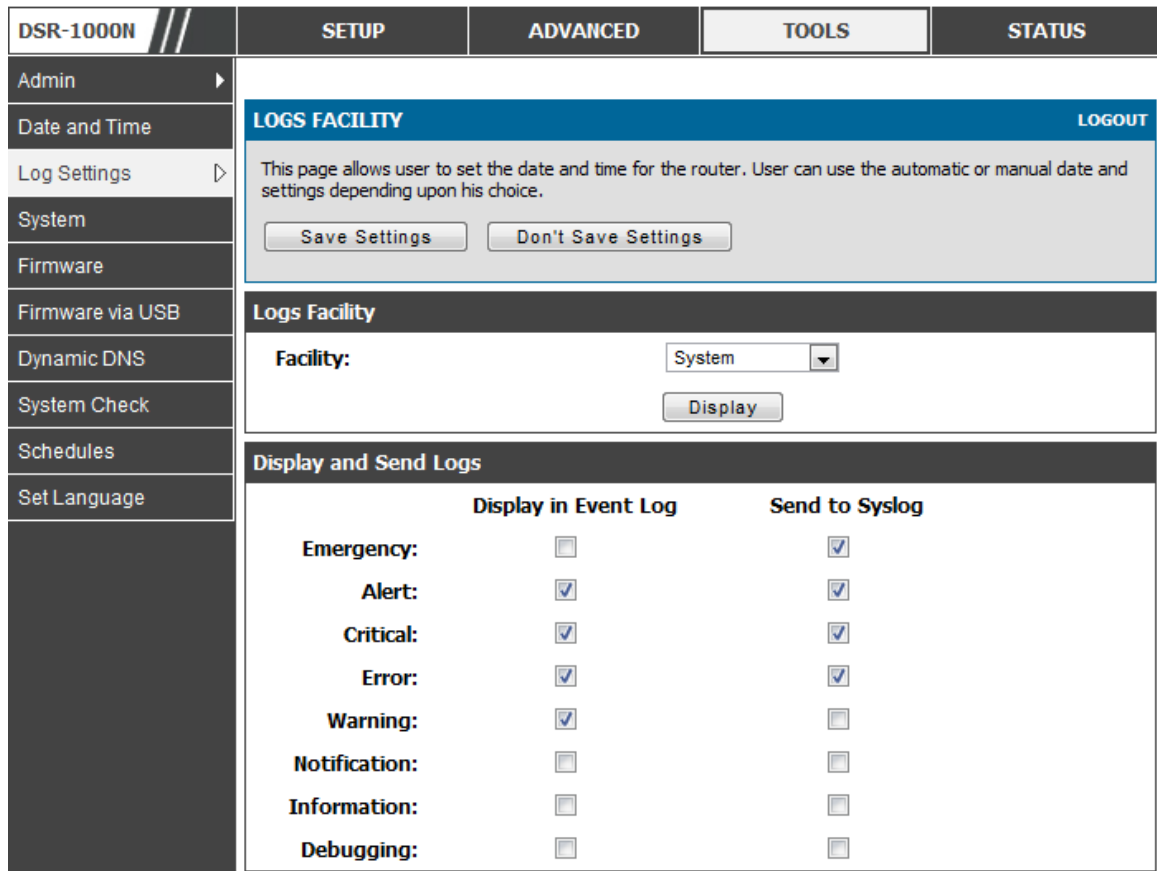 DSR-1000N
SETUP
ADVANCED
TOOLS
STATUS
Admin
Date and Time
Log Settings
System
Firmware
Firmware via USB
Dynamic DNS
System Check
Schedules
Set Language
LOGS FACILITY
LOGOUT
This page allows user to set the date and time for the router. User can use the automatic or manual date and
settings depending upon his choice.
Save Settings
Don't Save Settings
Logs Facility
Facility:
System
Display
Display and Send Logs
Display in Event Log
Send to Syslog
Emergency:
Alert:
Critical:
Error:
Warning:
Notification:
Information:
Debugging: